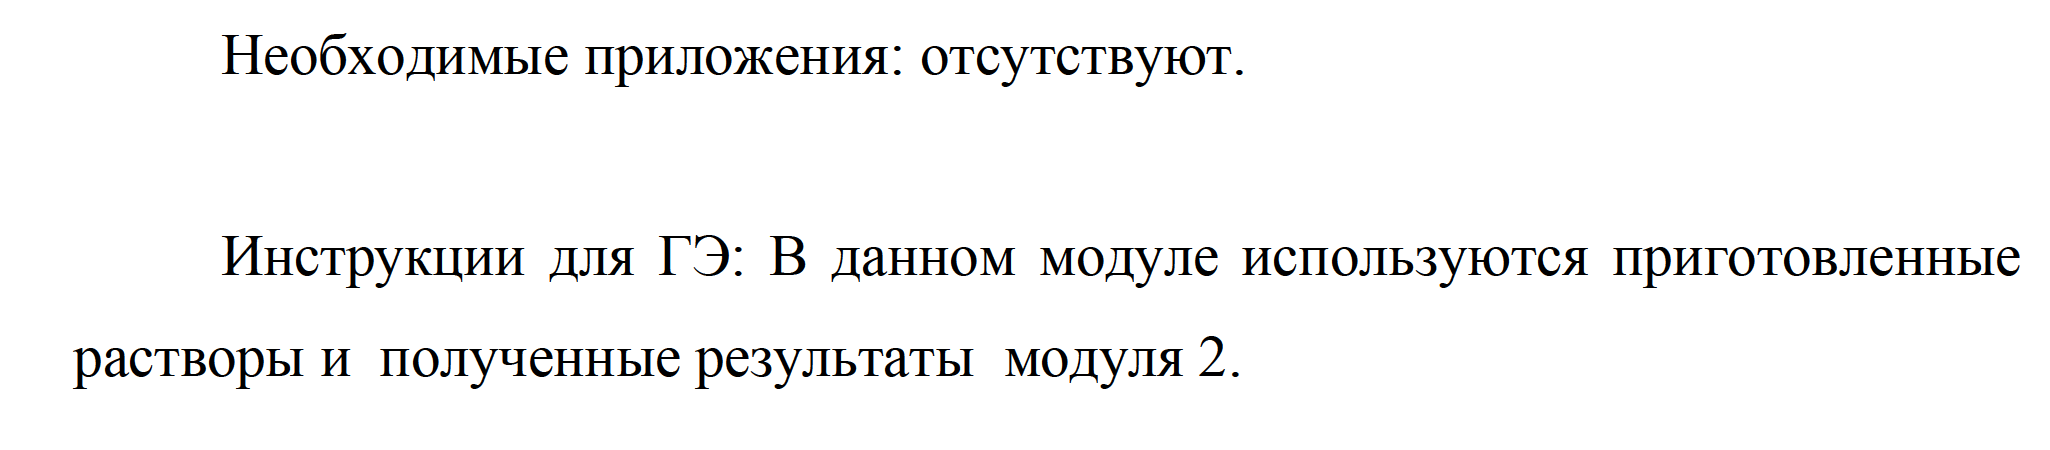 Необходимые приложения: отсутствуют.
Инструкции для ГЭ: В данном модуле используются приготовленные
растворы и  полученные результаты  модуля 2.